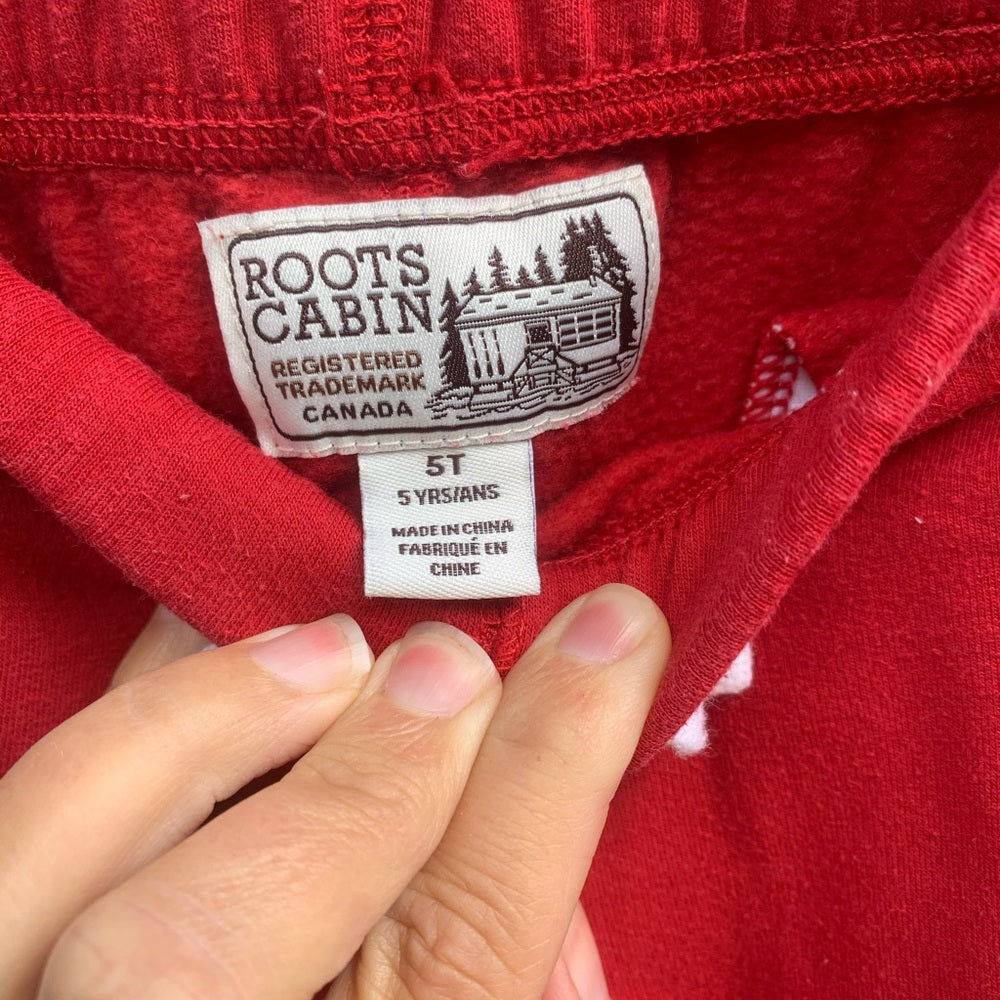 ROOTS
CABIN
REGISTERED
TRADEMARK
CANADA
5T
5 YRS/ANS
MADE IN CHINA
FABRIQUÉ EN
CHINE